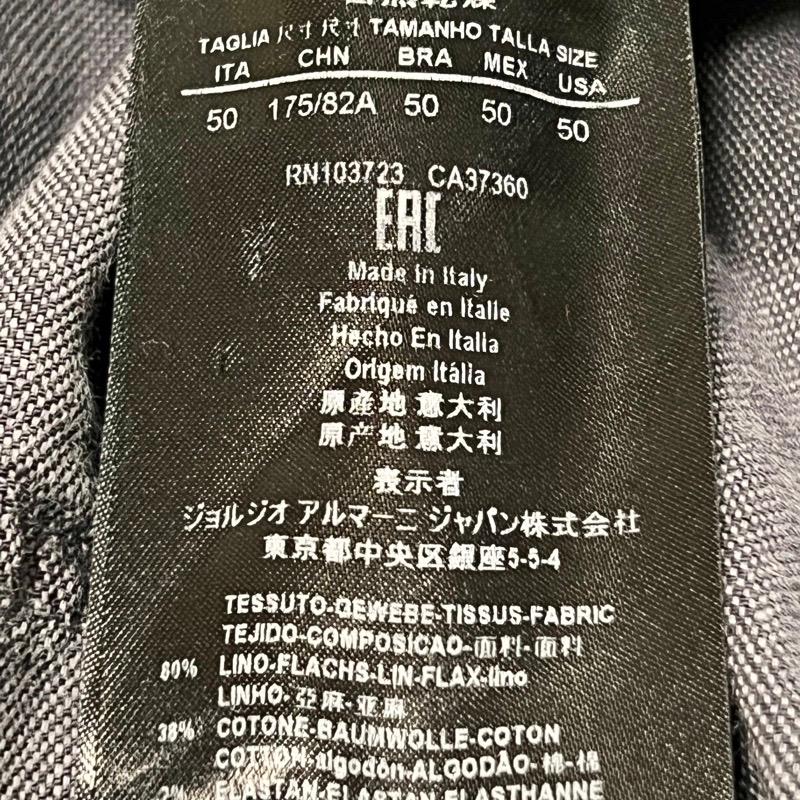 TAGLIA 尺寸 尺寸 TAMANHO TALLA SIZE
ITA CHN BRA MEX USA
50 175/82A 50 50 50
RN103723 CA37360
EAC
Made In Italy
Fabriqué en Italie
Hecho En Italia
Origem Itália
原産地 意大利
原产地 意大利
表示者
ジョルジオ アルマーニ ジャパン株式会社
東京都中央区銀座5-5-4
TESSUTO-GEWEBE-TISSUS-FABRIC
TEJIDO-COMPOSICAO-面料-面料
60% LINO-FLACHS-LIN-FLAX-lino
LINHO-亞麻-亚麻
38% COTONE-BAUMWOLLE-COTON
COTTON-algodón-ALGODÃO-棉-棉
2% ELASTAN-ELASTAN-ELASTHANNE